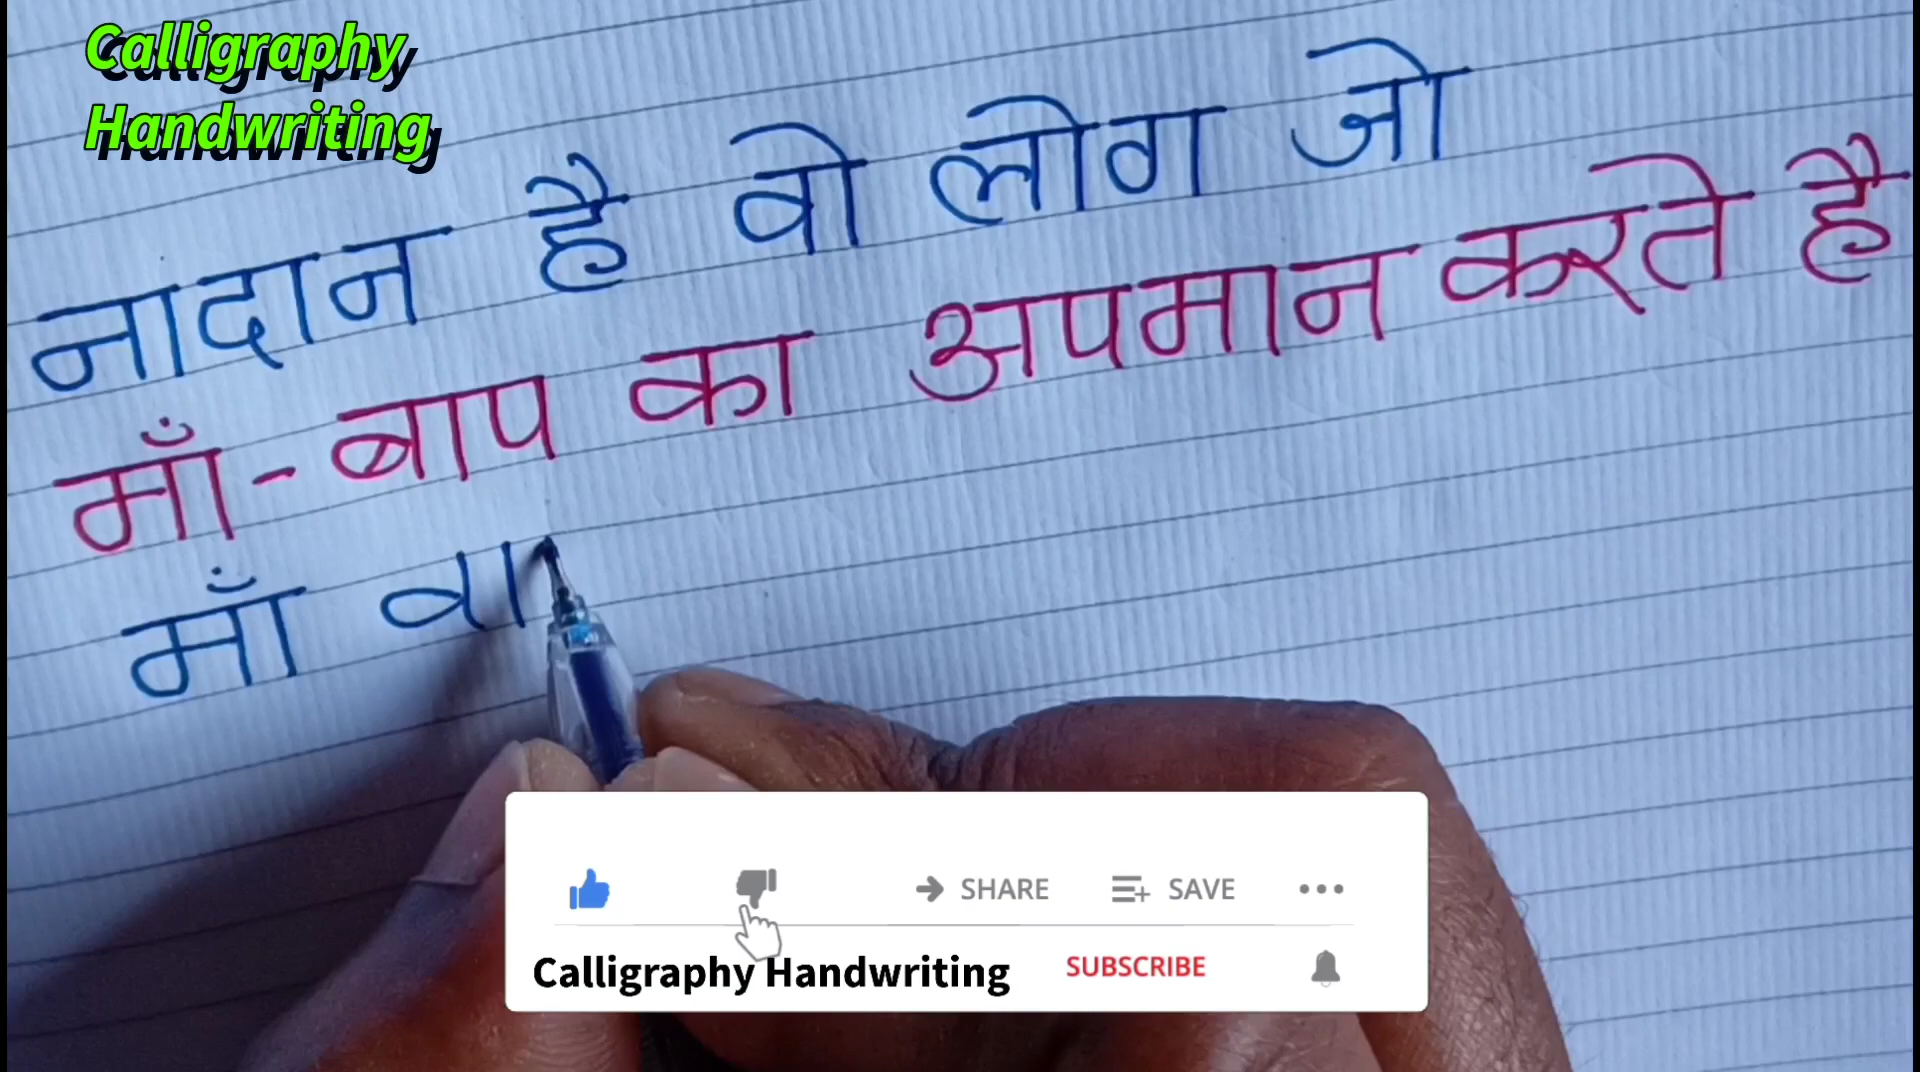 Calligraphy
Handwriting
नादान है वो लोग जो
माँ-बाप का अपमान करते है
माँ
SHARE SAVE
Calligraphy Handwriting SUBSCRIBE